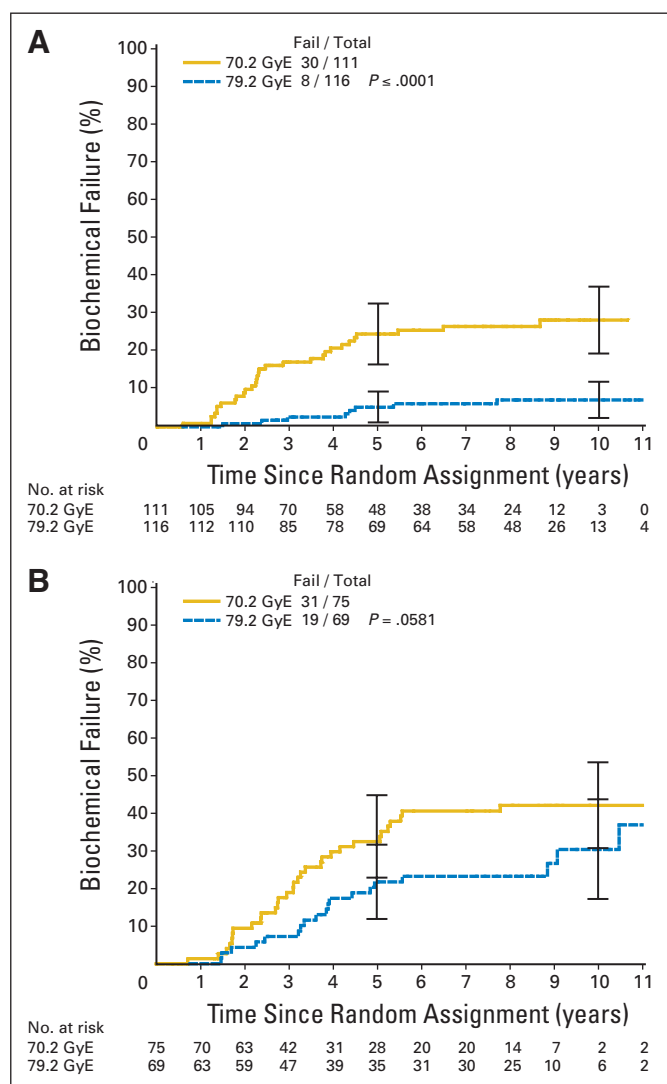 A
Fail / Total
70.2 GyE 30 / 111
79.2 GyE 8 / 116 P ≤ .0001
100
90
80
70
60
50
40
30
20
10
Biochemical Failure (%)
0 1 2 3 4 5 6 7 8 9 10 11
Time Since Random Assignment (years)
No. at risk
70.2 GyE 111 105 94 70 58 48 38 34 24 12 3 0
79.2 GyE 116 112 110 85 78 69 64 58 48 26 13 4
B
Fail / Total
70.2 GyE 31 / 75
79.2 GyE 19 / 69 P = .0581
100
90
80
70
60
50
40
30
20
10
Biochemical Failure (%)
0 1 2 3 4 5 6 7 8 9 10 11
Time Since Random Assignment (years)
No. at risk
70.2 GyE 75 70 63 42 31 28 20 20 14 7 2 2
79.2 GyE 69 63 59 47 39 35 31 30 25 10 6 2